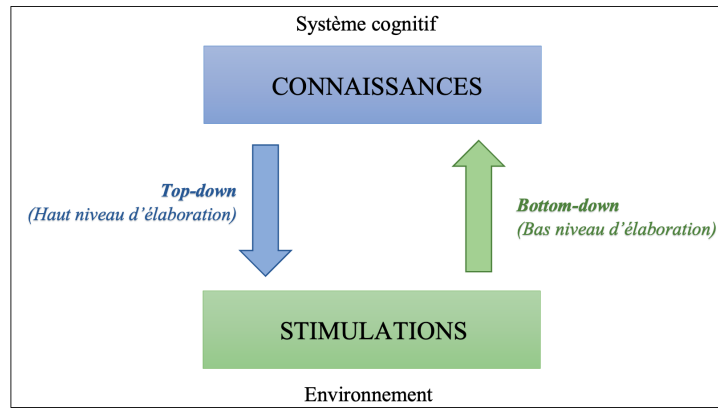 Système cognitif
CONNAISSANCES
Top-down
(Haut niveau d'élaboration)
Bottom-down
(Bas niveau d'élaboration)
STIMULATIONS
Environnement